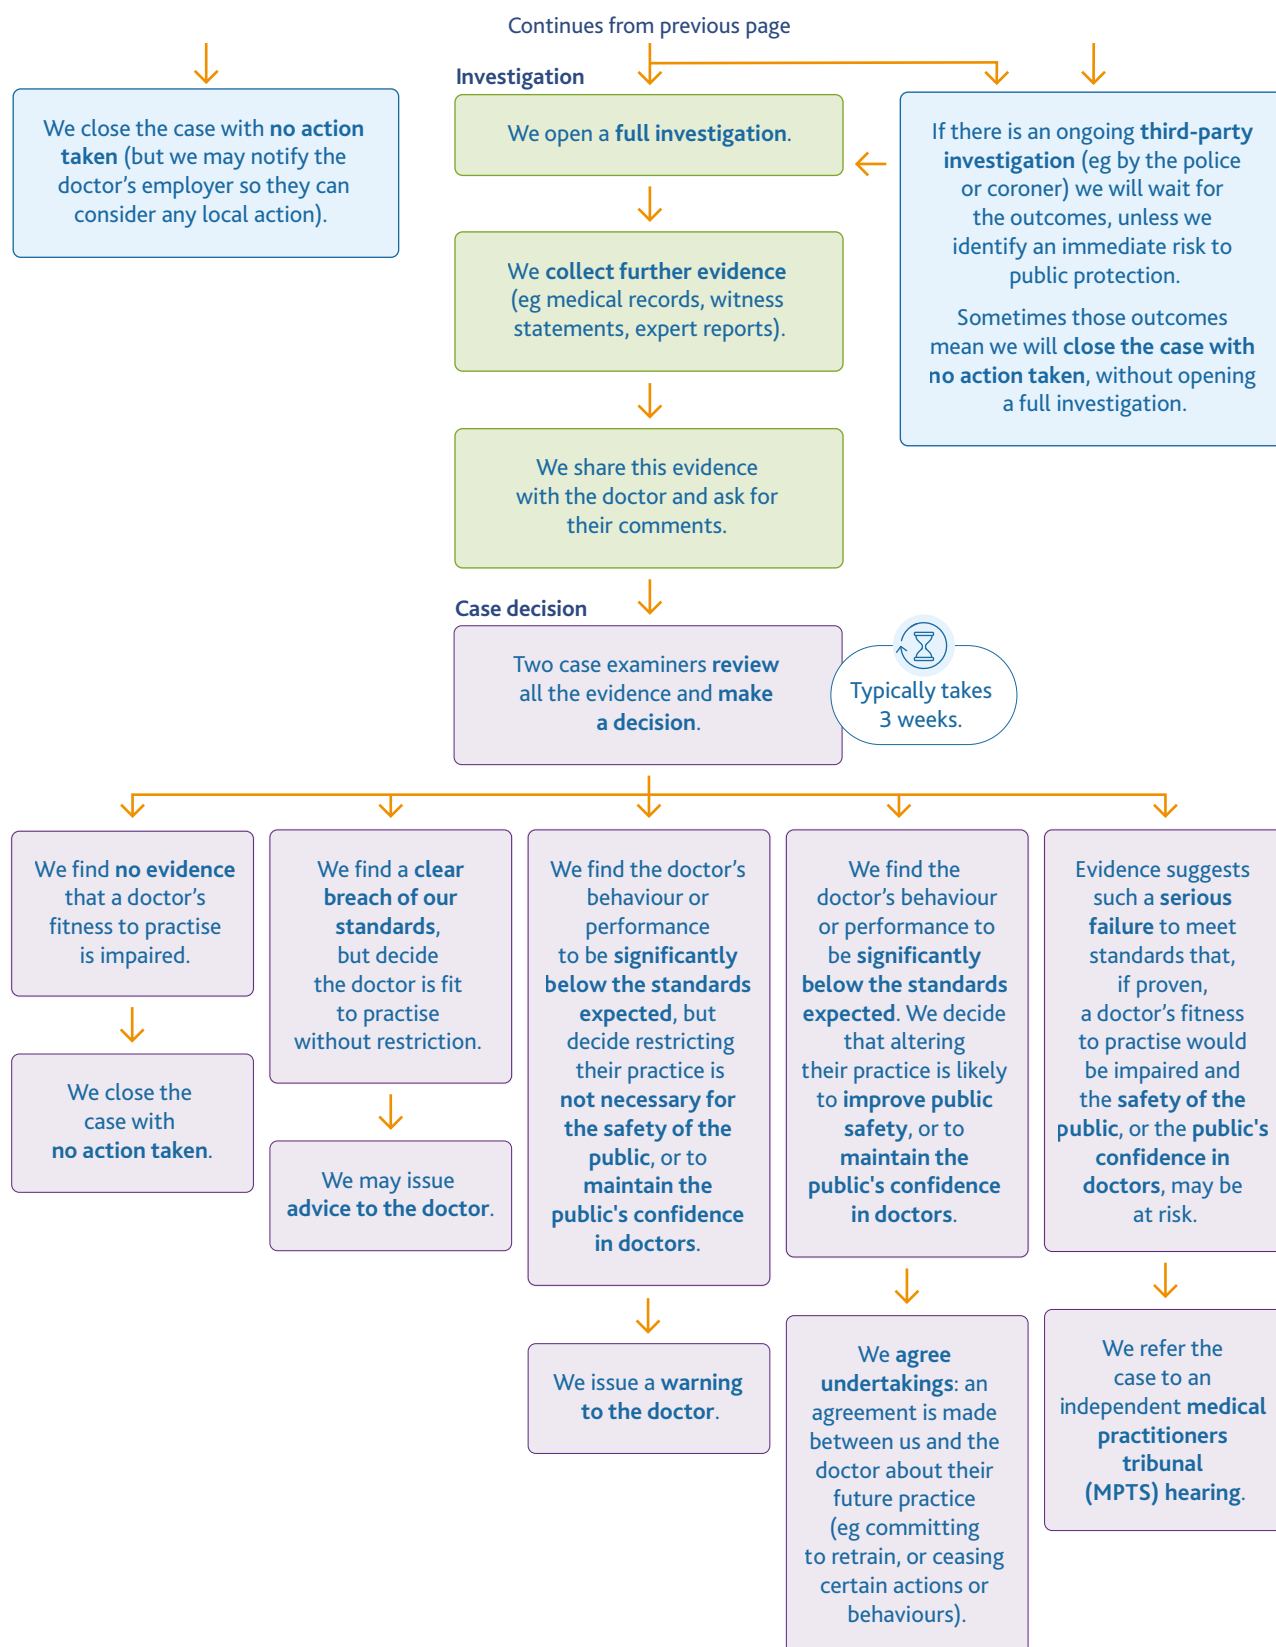 Continues from previous page
We close the case with no action
taken (but we may notify the
doctor's employer so they can
consider any local action).
Investigation
We open a full investigation.
If there is an ongoing third-party
investigation (eg by the police
or coroner) we will wait for
the outcomes, unless we
identify an immediate risk to
public protection.
Sometimes those outcomes
mean we will close the case with
no action taken, without opening
a full investigation.
We collect further evidence
(eg medical records, witness
statements, expert reports).
We share this evidence
with the doctor and ask for
their comments.
Case decision
Two case examiners review
all the evidence and make
a decision.
Typically takes
3 weeks.
We find no evidence
that a doctor's
fitness to practise
is impaired.
We close the
case with
no action taken.
We find a clear
breach of our
standards,
but decide
the doctor is fit
to practise
without restriction.
We may issue
advice to the doctor.
We find the doctor's
behaviour or
performance
to be significantly
below the standards
expected, but
decide restricting
their practice is
not necessary for
the safety of the
public, or to
maintain the
public's confidence
in doctors.
We issue a warning
to the doctor.
We find the
doctor's behaviour
or performance to
be significantly
below the standards
expected. We decide
that altering
their practice is likely
to improve public
safety, or to
maintain the
public's confidence
in doctors.
We agree
undertakings: an
agreement is made
between us and the
doctor about their
future practice
(eg committing
to retrain, or ceasing
certain actions or
behaviours).
Evidence suggests
such a serious
failure to meet
standards that,
if proven,
a doctor's fitness
to practise would
be impaired and
the safety of the
public, or the public's
confidence in
doctors, may be
at risk.
We refer the
case to an
independent medical
practitioners
tribunal
(MPTS) hearing.